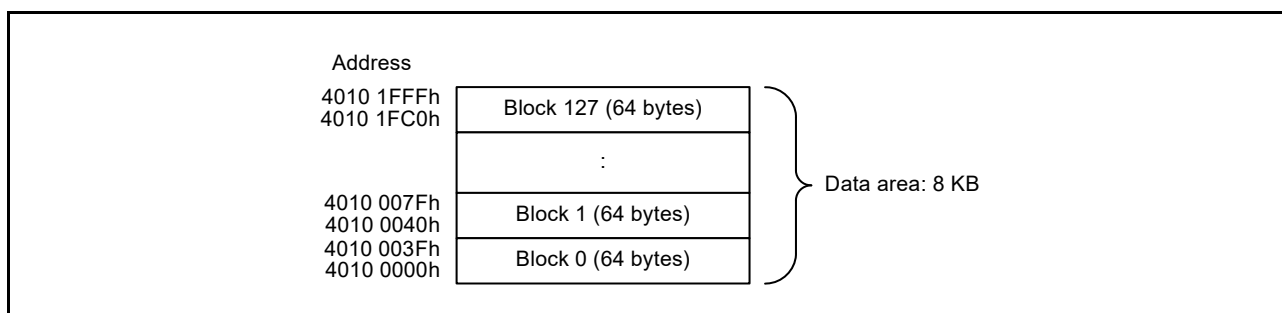 Address
4010 1FFFh
4010 1FC0h
Block 127 (64 bytes)
:
Data area: 8 KB
4010 007Fh
4010 0040h
Block 1 (64 bytes)
4010 003Fh
4010 0000h
Block 0 (64 bytes)